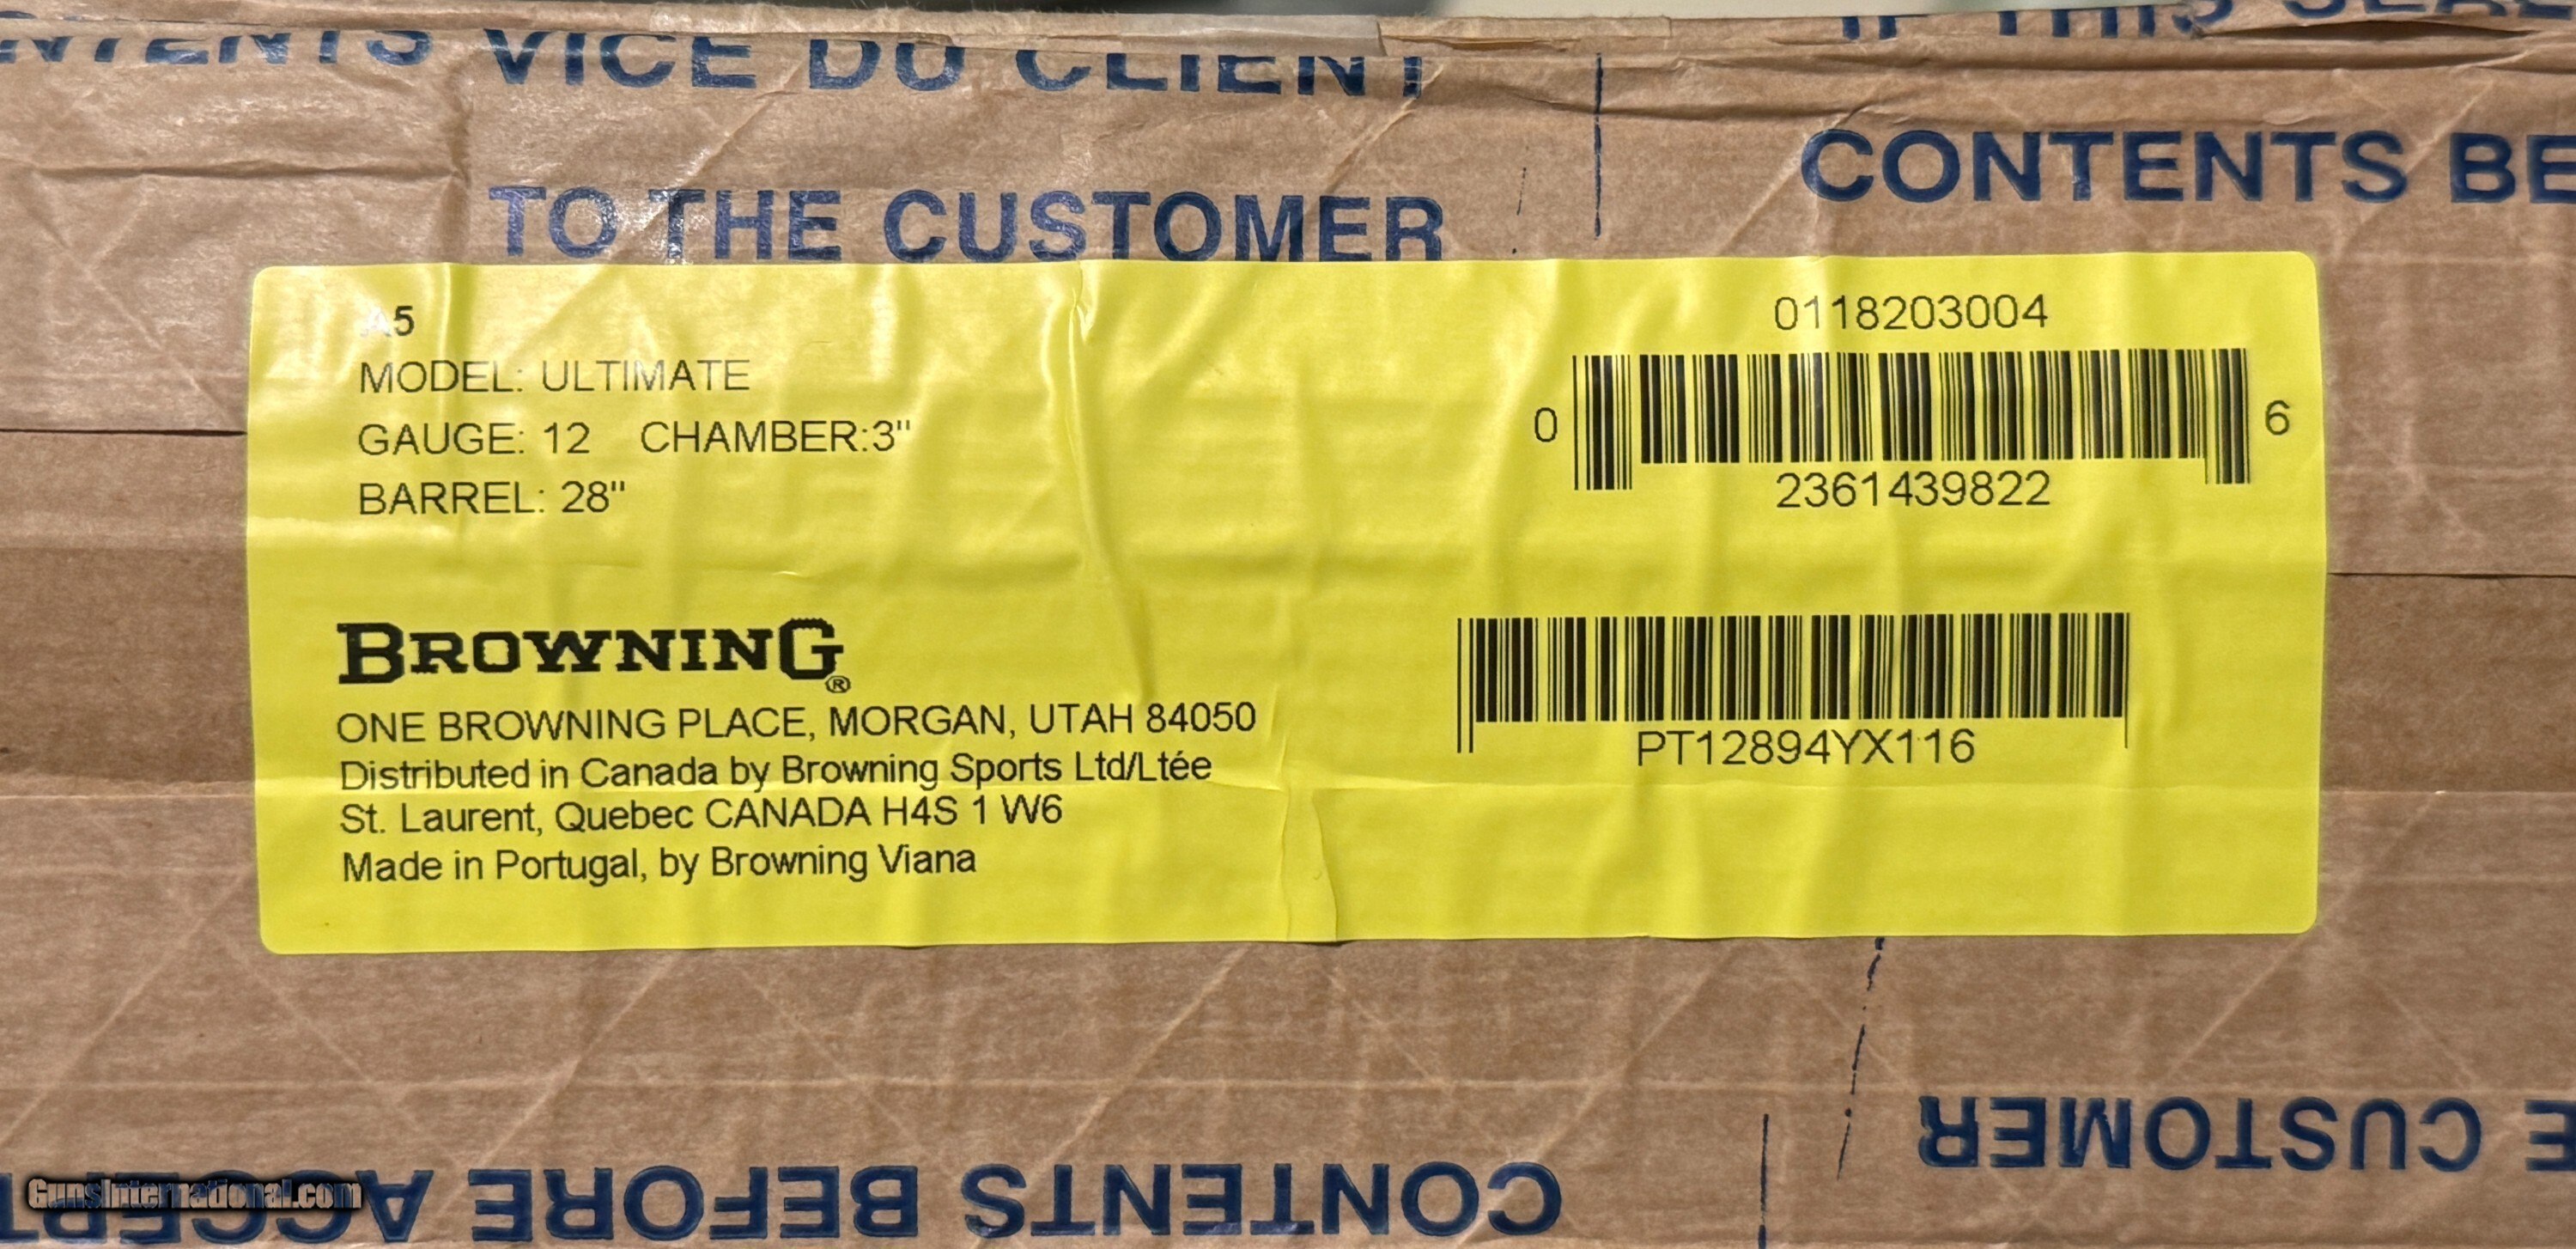 VICE DU CLIENT
TO THE CUSTOMER
CONTENTS BE
A5
MODEL: ULTIMATE
GAUGE: 12 CHAMBER:3"
BARREL: 28"
0118203004
0 6
2361439822
BROWNING®
ONE BROWNING PLACE, MORGAN, UTAH 84050
Distributed in Canada by Browning Sports Ltd/Ltée
St. Laurent, Quebec CANADA H4S 1 W6
Made in Portugal, by Browning Viana
PT12894YX116
E CUSTOMER
CONTENTS BEFORE ACCEPT
GunsInternational.com